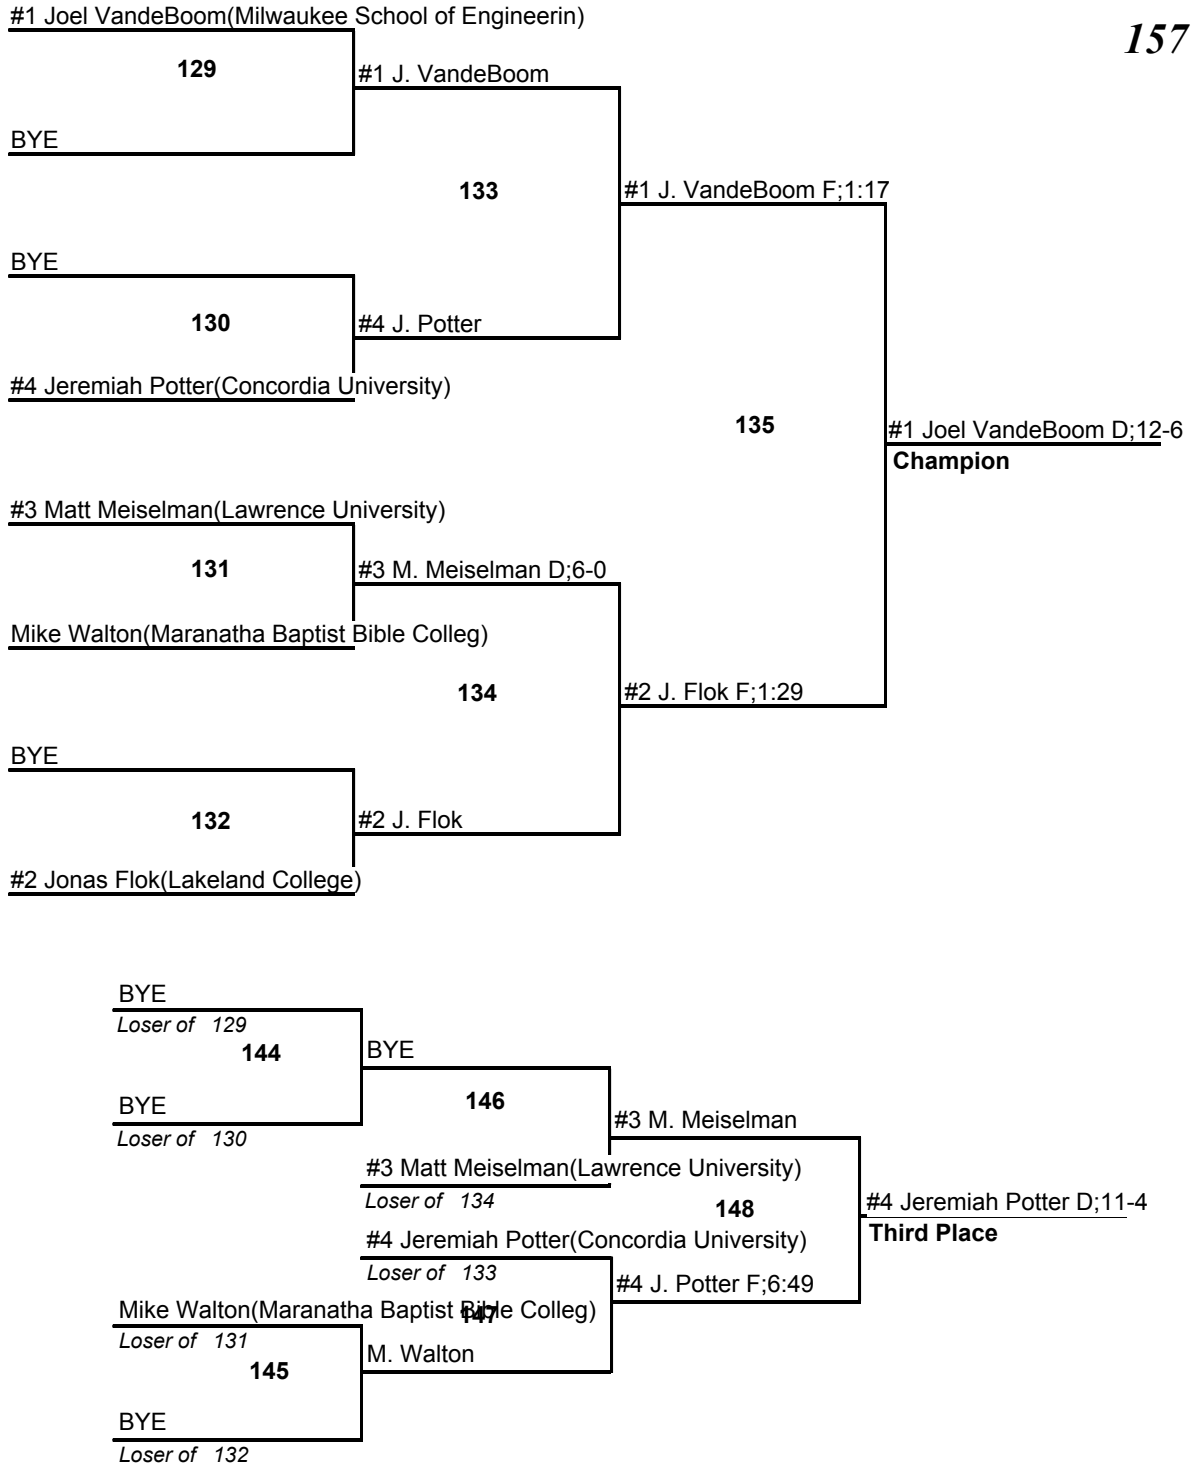 #1 Joel VandeBoom(Milwaukee School of Engineerin)
157
129
#1 J. VandeBoom
BYE
133
#1 J. VandeBoom F;1:17
BYE
130
#4 J. Potter
#4 Jeremiah Potter(Concordia University)
135
#1 Joel VandeBoom D;12-6
Champion
#3 Matt Meiselman(Lawrence University)
131
#3 M. Meiselman D;6-0
Mike Walton(Maranatha Baptist Bible Colleg)
134
#2 J. Flok F;1:29
BYE
132
#2 J. Flok
#2 Jonas Flok(Lakeland College)
BYE
Loser of 129
144
BYE
146
BYE
Loser of 130
#3 M. Meiselman
#3 Matt Meiselman(Lawrence University)
Loser of 134
148
#4 Jeremiah Potter D;11-4
Third Place
#4 Jeremiah Potter(Concordia University)
Loser of 133
#4 J. Potter F;6:49
Mike Walton(Maranatha Baptist Bible Colleg)
147
Loser of 131
M. Walton
145
BYE
Loser of 132